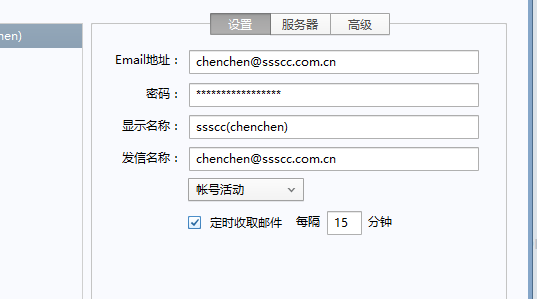 设置 服务器 高级
chen)
Email地址： chenchen@ssscc.com.cn
密码： *****************
显示名称： ssscc(chenchen)
发信名称： chenchen@ssscc.com.cn
帐号活动
定时收取邮件 每隔 15 分钟